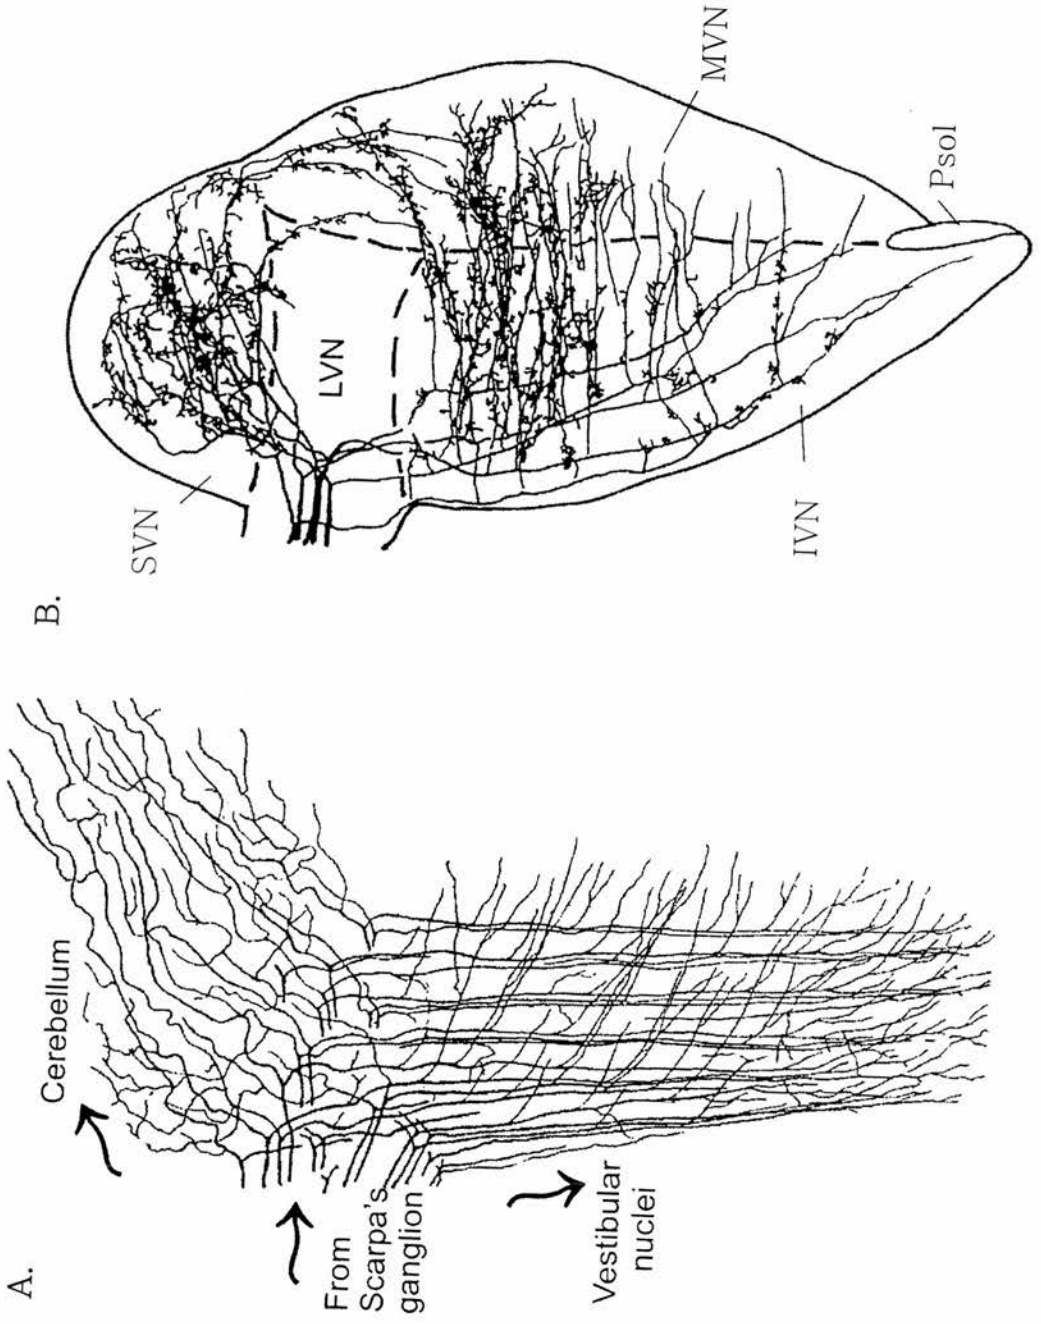 A.
Cerebellum
From
Scarpa's
ganglion
Vestibular
nuclei
B.
SVN
LVN
MVN
IVN
Psol